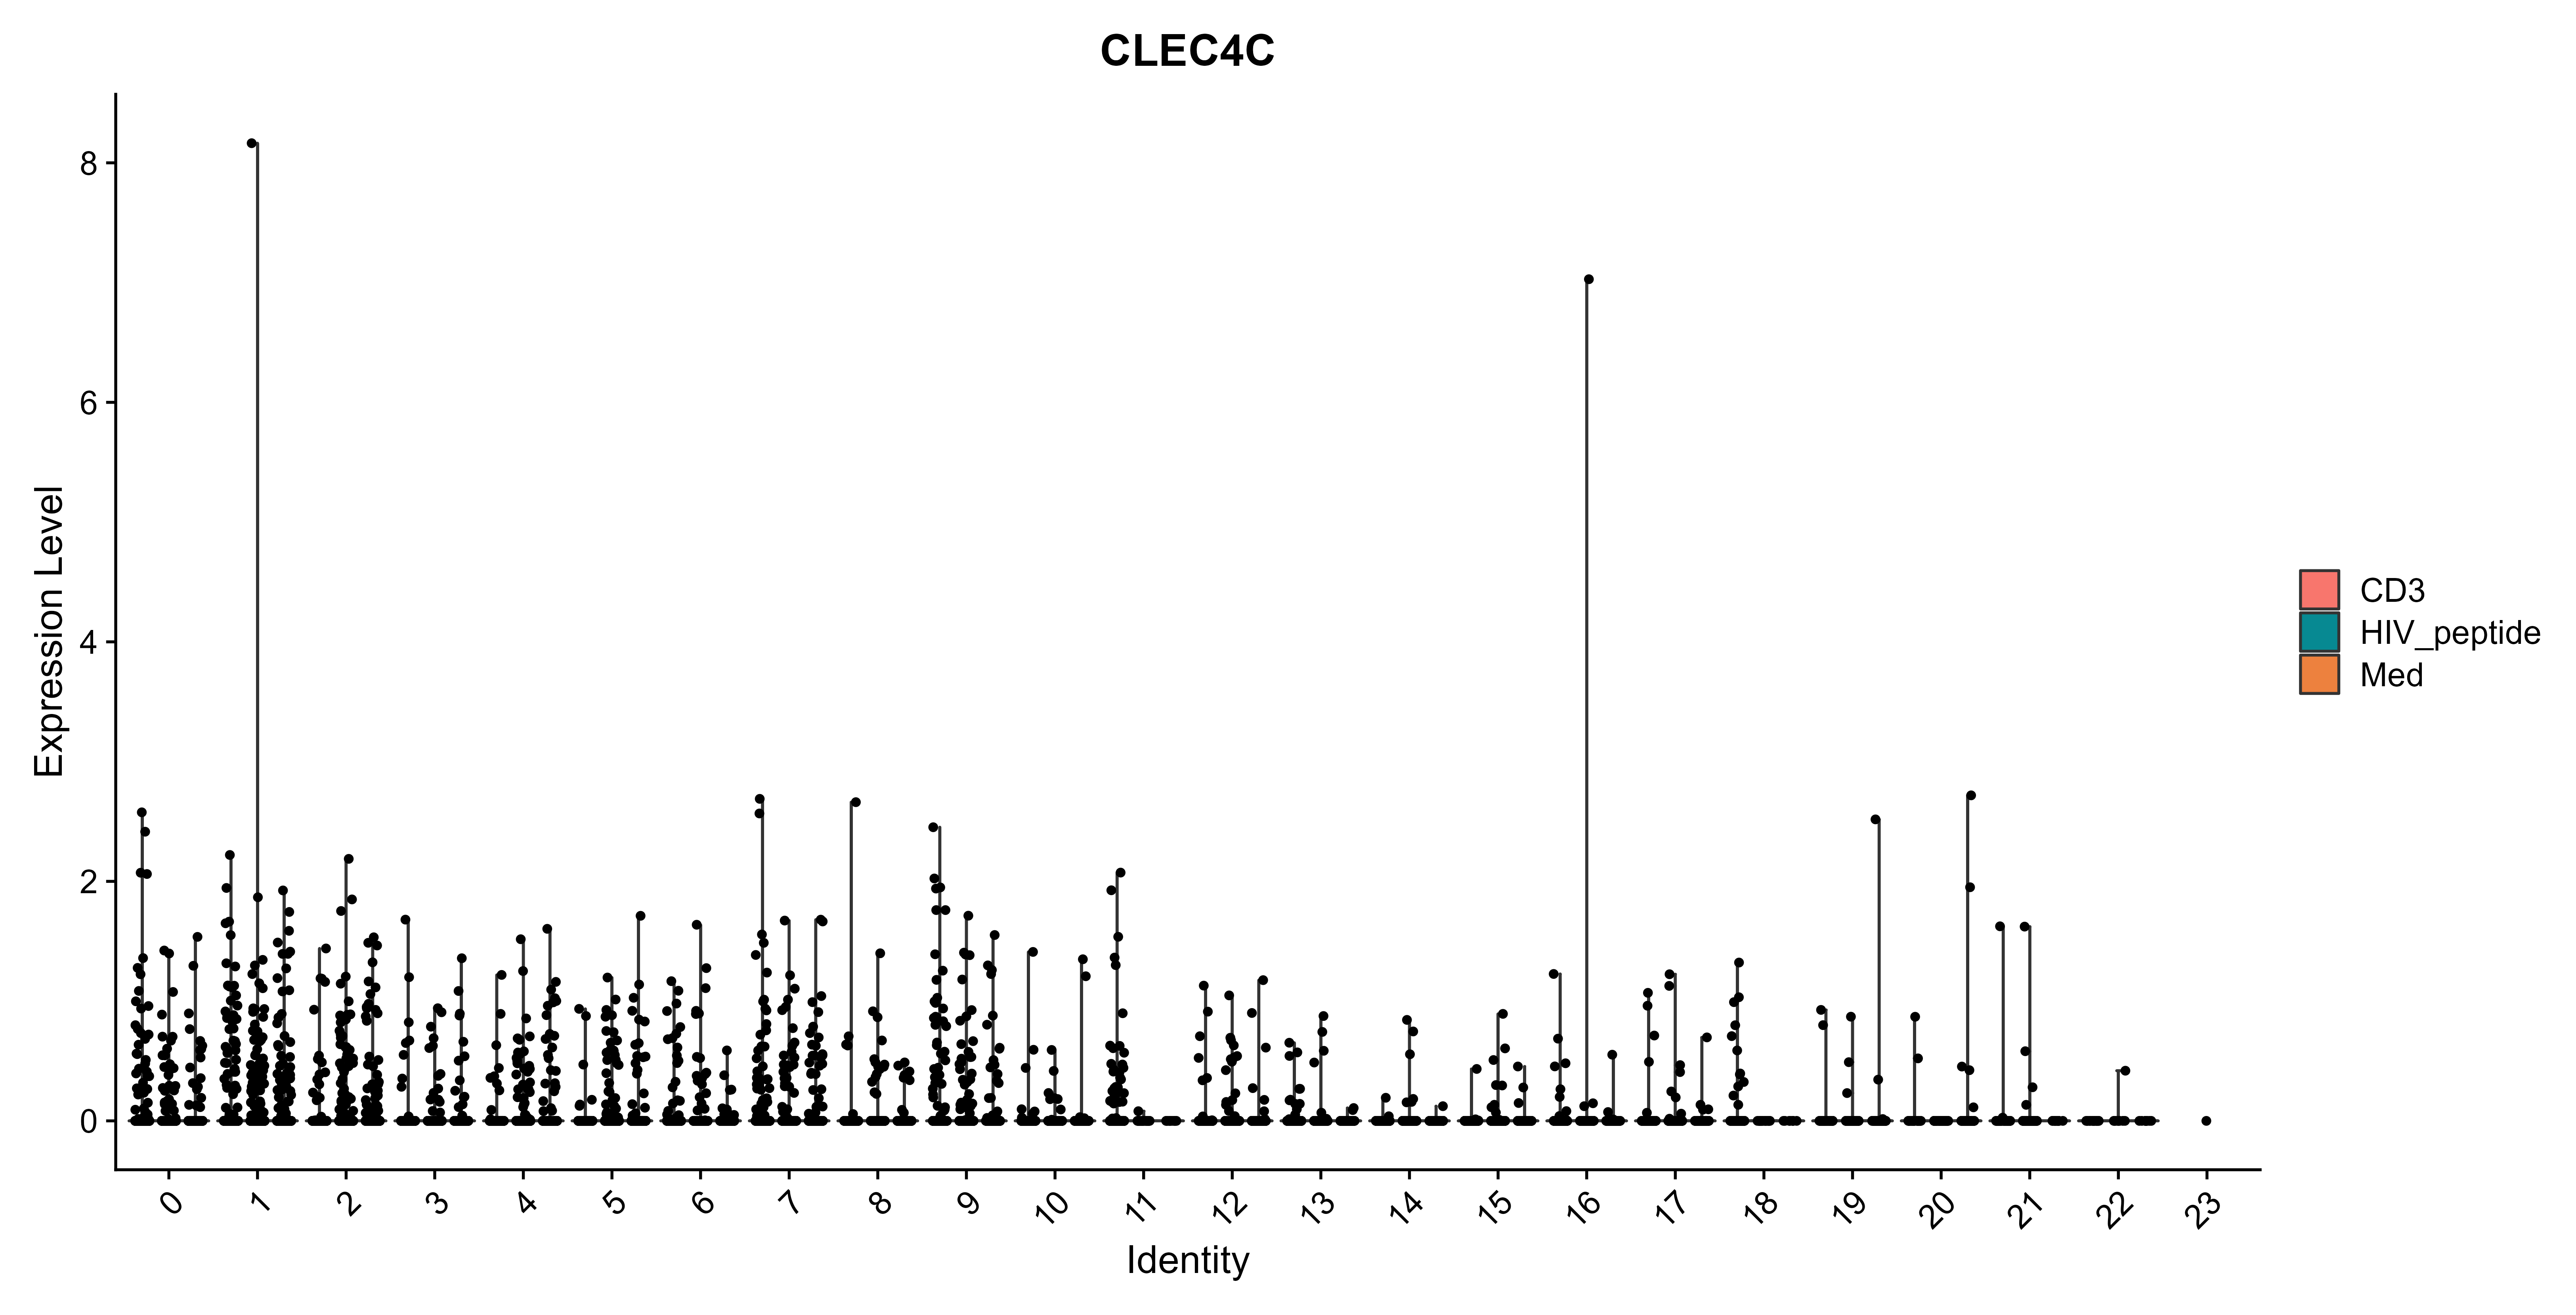 CLEC4C
8
6
4
2
0
Expression Level
0 1 2 3 4 5 6 7 8 9 10 11 12 13 14 15 16 17 18 19 20 21 22 23
Identity
CD3
HIV_peptide
Med